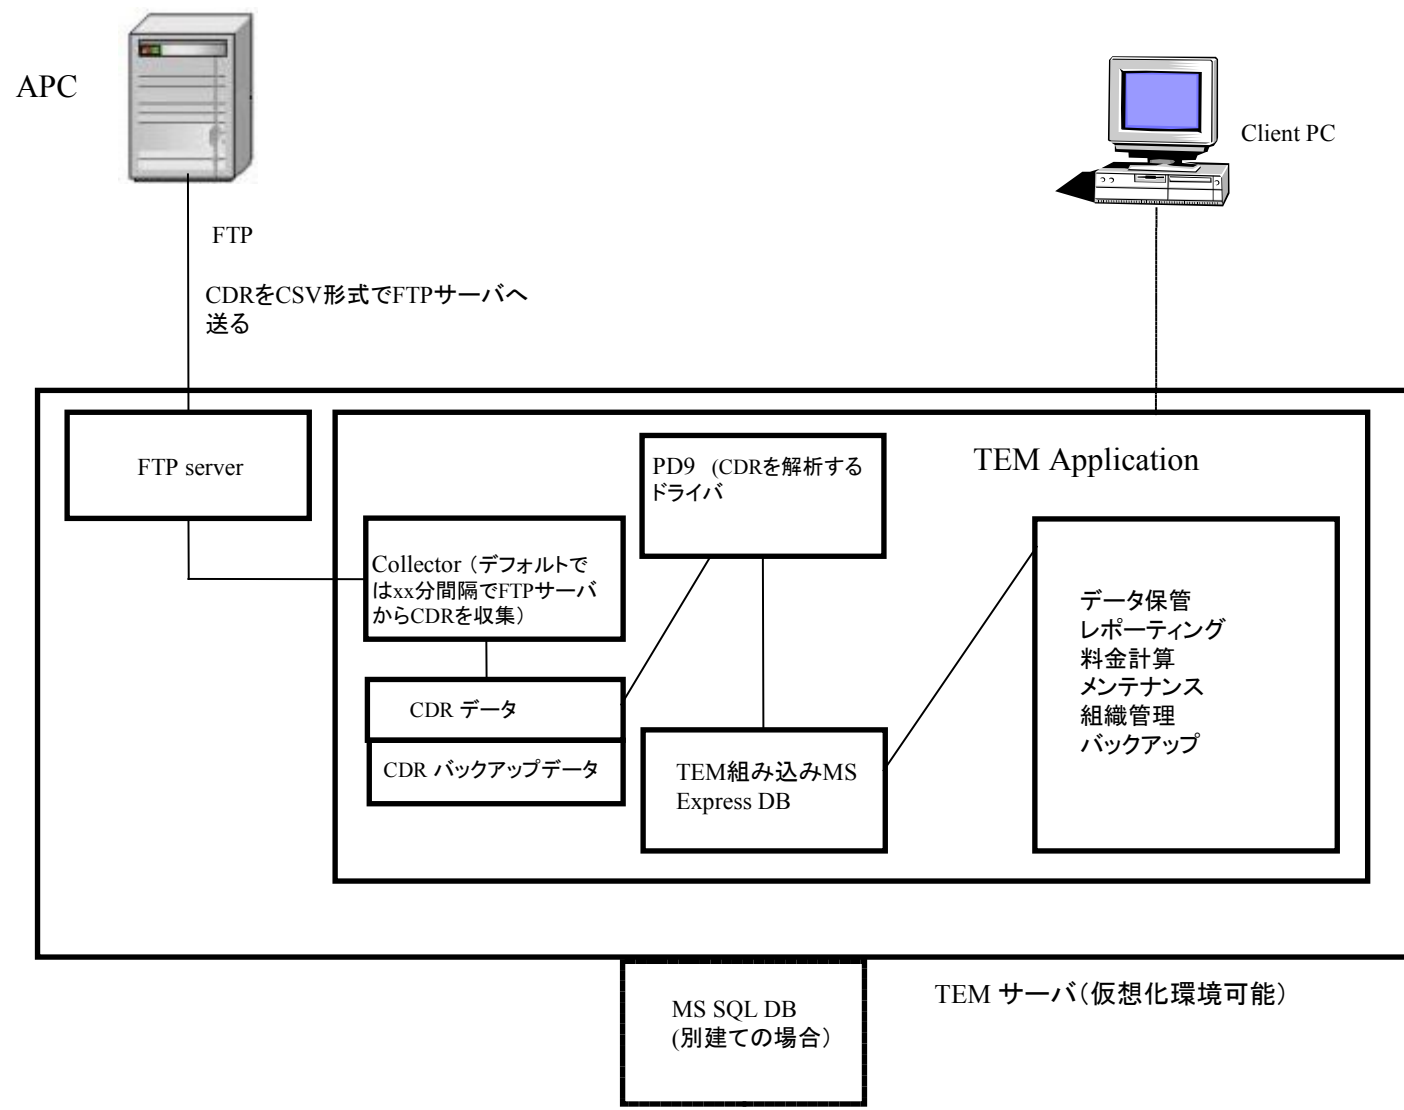 APC
Client PC
FTP
CDRをCSV形式でFTPサーバへ
送る
FTP server
TEM Application
PD9 (CDRを解析する
ドライバ
Collector（デフォルトで
はxx分間隔でFTPサーバ
からCDRを収集）
CDR データ
CDR バックアップデータ
TEM組み込みMS
Express DB
データ保管
レポーティング
料金計算
メンテナンス
組織管理
バックアップ
TEM サーバ（仮想化環境可能）
MS SQL DB
(別建ての場合）